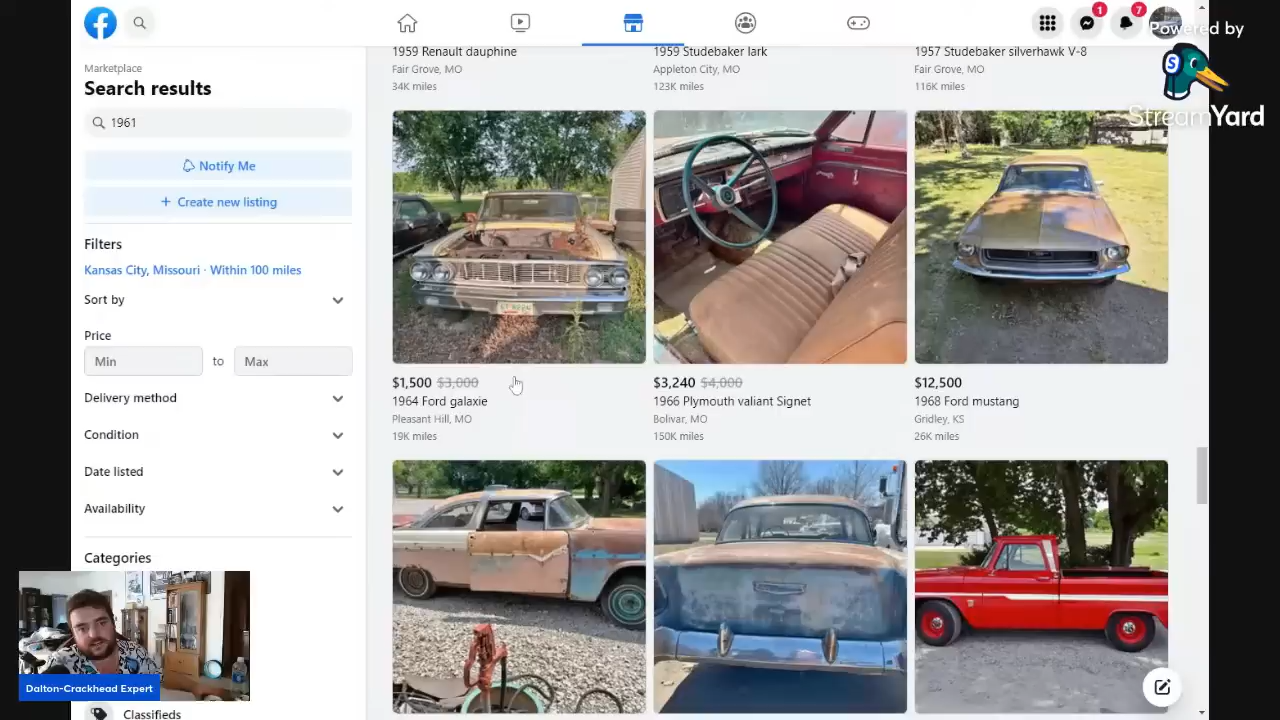 1
7
Powered by
StreamYard
Marketplace
Search results
1961
Notify Me
+ Create new listing
Filters
Kansas City, Missouri · Within 100 miles
Sort by
Price
Min
to
Max
Delivery method
Condition
Date listed
Availability
Categories
Classifieds
1959 Renault dauphine
Fair Grove, MO
34K miles
1959 Studebaker lark
Appleton City, MO
123K miles
1957 Studebaker silverhawk V-8
Fair Grove, MO
116K miles
$1,500 $3,000
1964 Ford galaxie
Pleasant Hill, MO
19K miles
$3,240 $4,000
1966 Plymouth valiant Signet
Bolivar, MO
150K miles
$12,500
1968 Ford mustang
Gridley, KS
26K miles
Dalton-Crackhead Expert